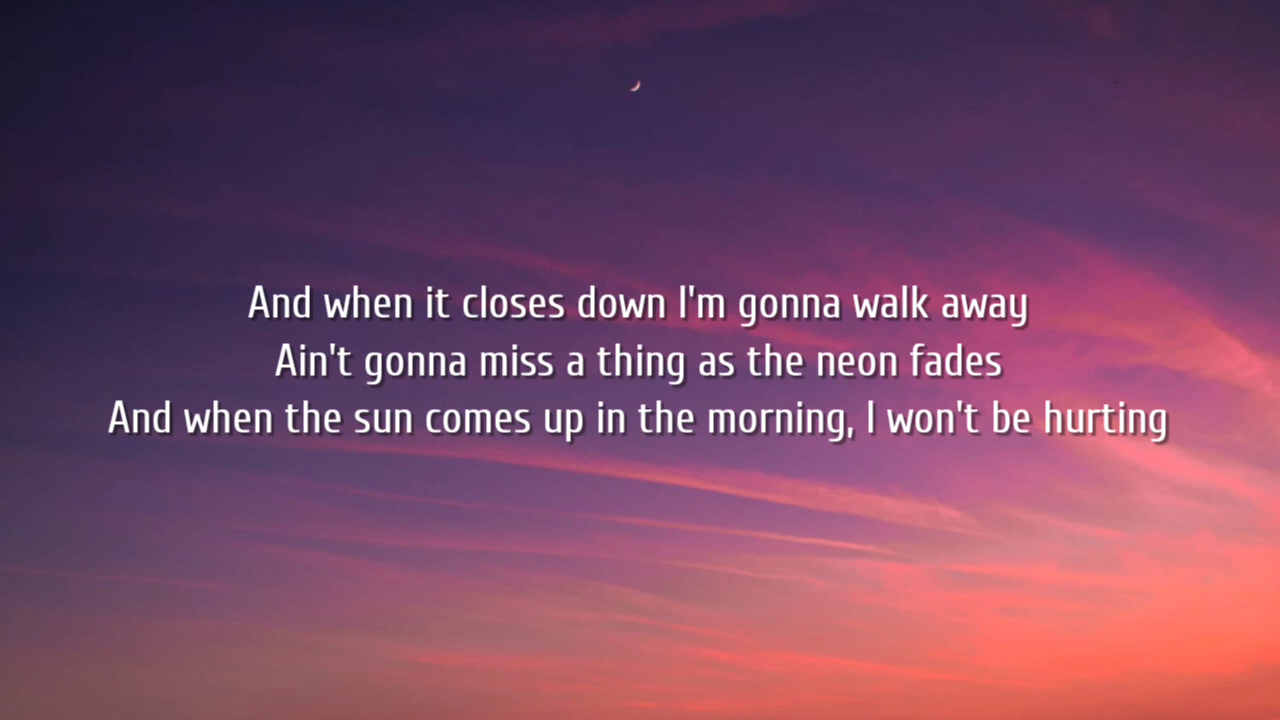 And when it closes down I'm gonna walk away
Ain't gonna miss a thing as the neon fades
And when the sun comes up in the morning, I won't be hurting